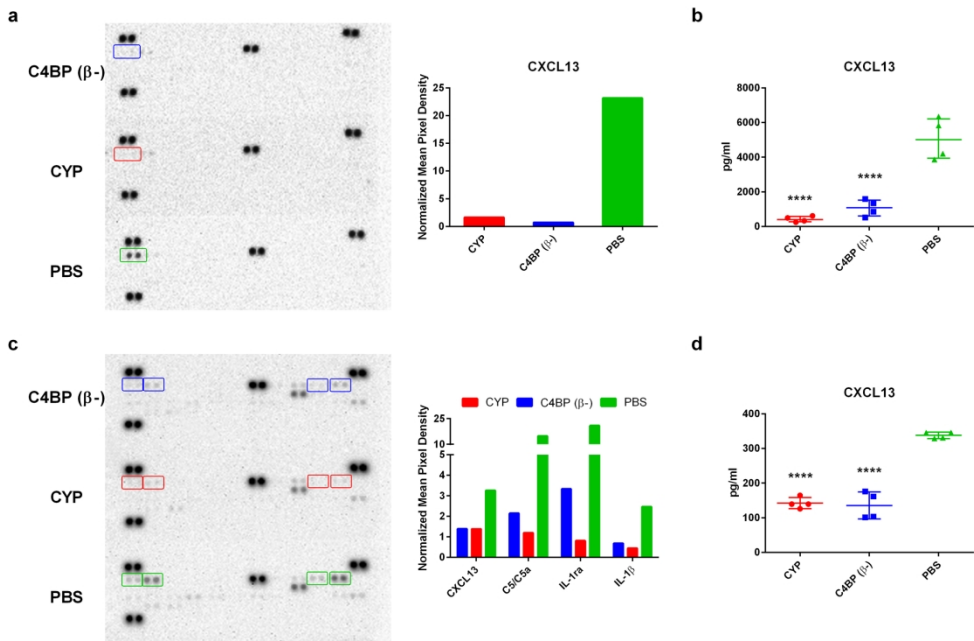 a
C4BP (β-)
CYP
PBS
CXCL13
Normalized Mean Pixel Density
25
20
15
10
5
0
CYP
C4BP (β-)
PBS
b
CXCL13
pg/ml
8000
6000
4000
2000
0
****
****
CYP
C4BP (β-)
PBS
c
C4BP (β-)
CYP
PBS
CYP
C4BP (β-)
PBS
Normalized Mean Pixel Density
25
10
5
4
3
2
1
0
CXCL13
C5/C5a
IL-1ra
IL-1β
d
CXCL13
pg/ml
400
300
200
100
0
****
****
CYP
C4BP (β-)
PBS